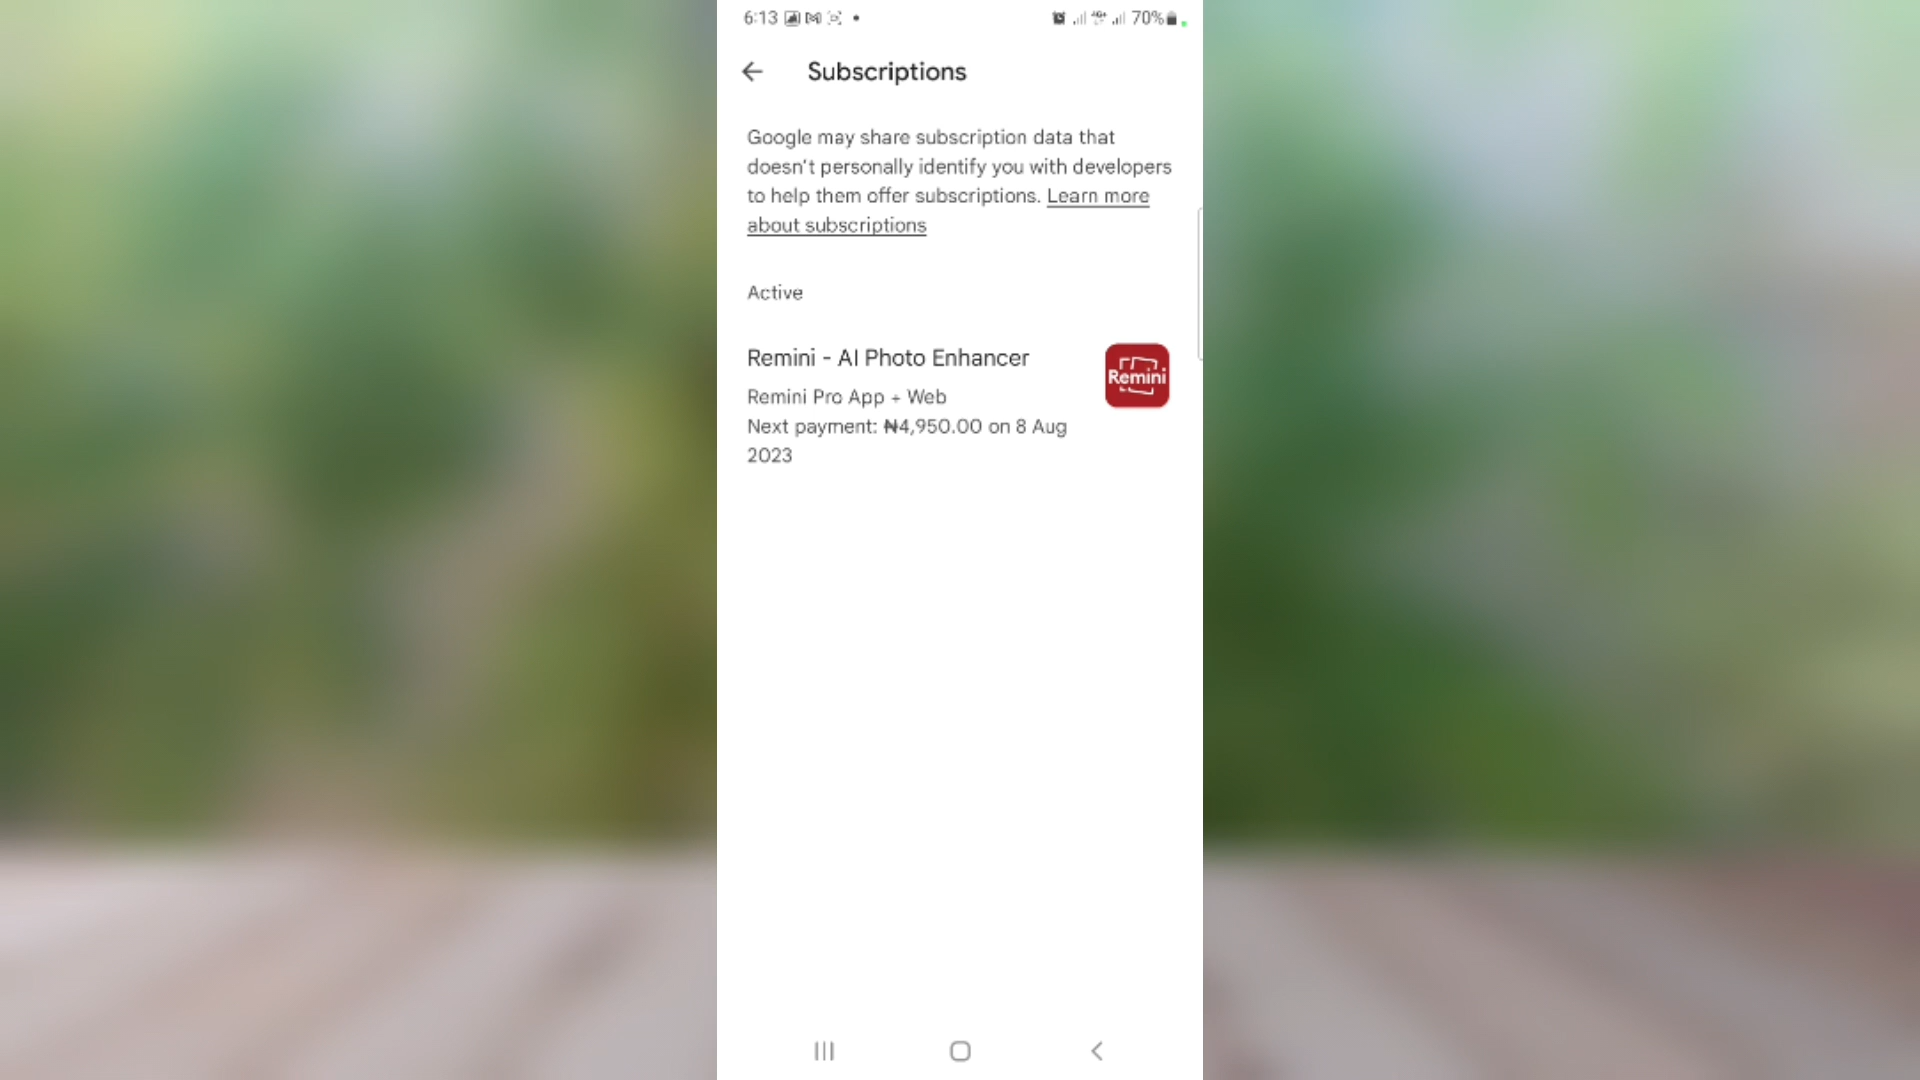 6:13
70%
Subscriptions
Google may share subscription data that
doesn't personally identify you with developers
to help them offer subscriptions. Learn more
about subscriptions
Active
Remini - AI Photo Enhancer
Remini
Remini Pro App + Web
Next payment: ₦4,950.00 on 8 Aug
2023